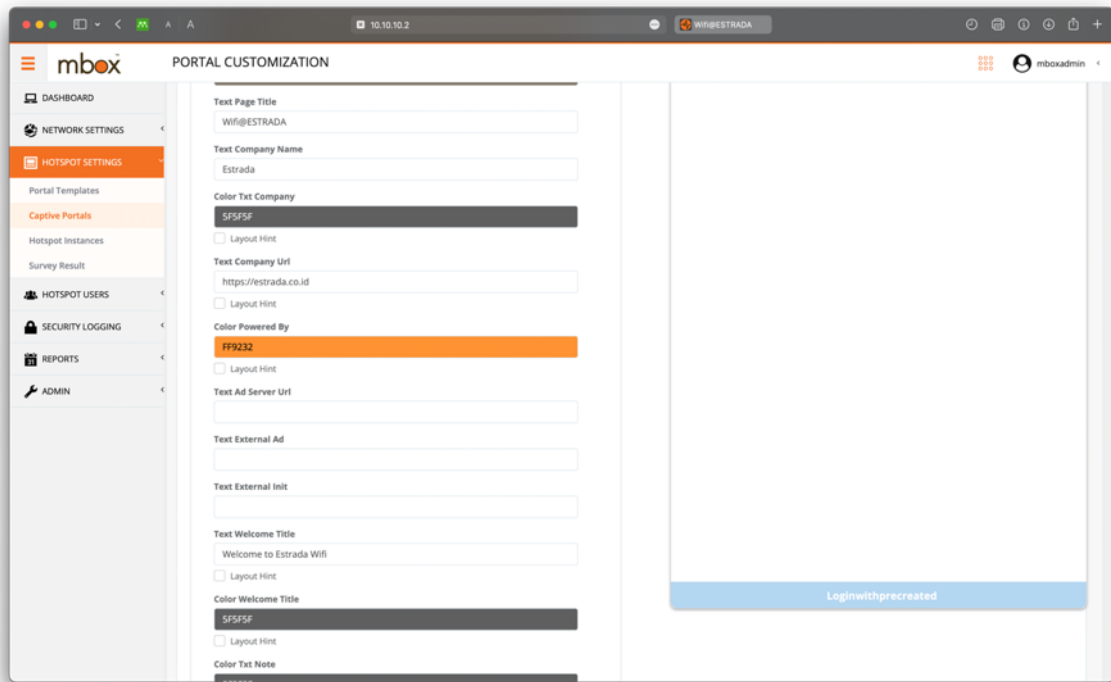 A A 10.10.10.2 Wifi@ESTRADA
mbox PORTAL CUSTOMIZATION mboxadmin
DASHBOARD
NETWORK SETTINGS
HOTSPOT SETTINGS
Portal Templates
Captive Portals
Hotspot Instances
Survey Result
HOTSPOT USERS
SECURITY LOGGING
31 REPORTS
ADMIN
Text Page Title
Wifi@ESTRADA
Text Company Name
Estrada
Color Txt Company
5F5F5F
Layout Hint
Text Company Url
https://estrada.co.id
Layout Hint
Color Powered By
FF9232
Layout Hint
Text Ad Server Url
Text External Ad
Text External Init
Text Welcome Title
Welcome to Estrada Wifi
Layout Hint
Color Welcome Title
5F5F5F
Layout Hint
Color Txt Note
Loginwithprecreated